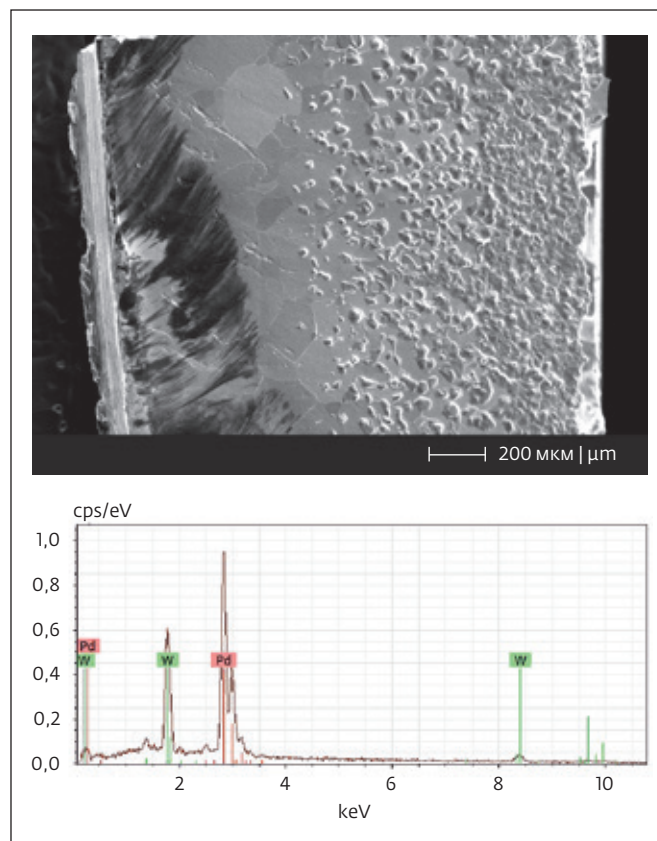 200 мкм | µm
cps/eV
1,0
0,8
0,6
0,4
0,2
0,0
Pd
W
W
Pd
W
2
4
6
8
10
keV